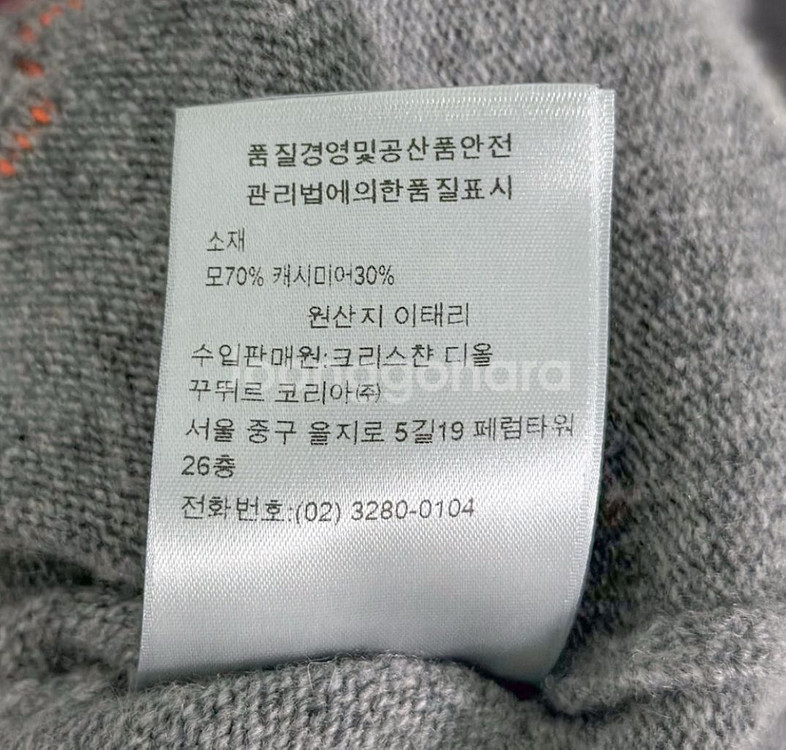 품질경영및공산품안전
관리법에의한품질표시
소재
모70% 캐시미어30%
원산지 이태리
수입판매원:크리스챤 디올
꾸뛰르 코리아㈜
서울 중구 을지로 5길19 페럼타워
26층
전화번호:(02) 3280-0104